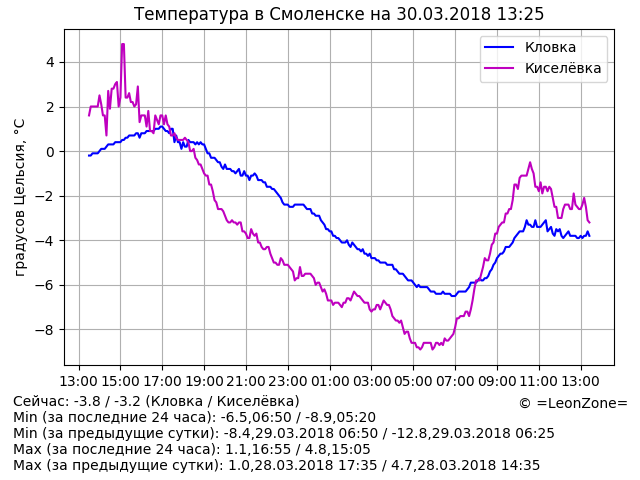 Температура в Смоленске на 30.03.2018 13:25
Кловка
Киселёвка
градусов Цельсия, °C
4
2
0
−2
−4
−6
−8
13:00 15:00 17:00 19:00 21:00 23:00 01:00 03:00 05:00 07:00 09:00 11:00 13:00
Сейчас: -3.8 / -3.2 (Кловка / Киселёвка)
© =LeonZone=
Min (за последние 24 часа): -6.5,06:50 / -8.9,05:20
Min (за предыдущие сутки): -8.4,29.03.2018 06:50 / -12.8,29.03.2018 06:25
Max (за последние 24 часа): 1.1,16:55 / 4.8,15:05
Max (за предыдущие сутки): 1.0,28.03.2018 17:35 / 4.7,28.03.2018 14:35